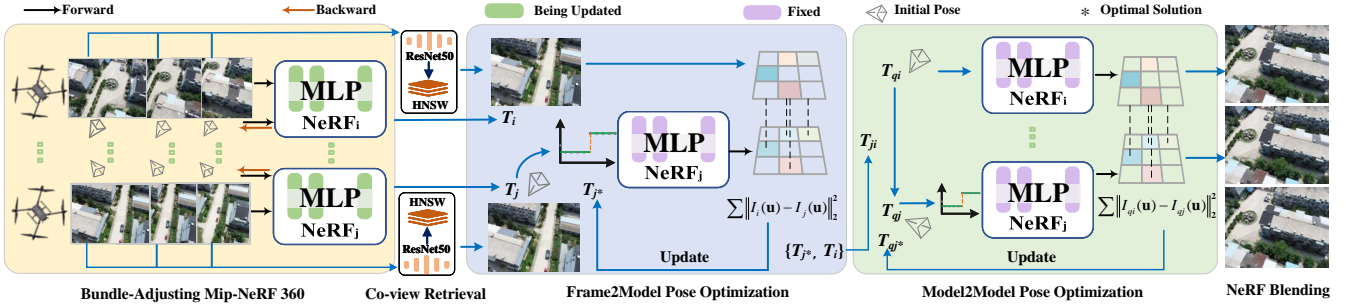 Forward
Backward
Being Updated
Fixed
Initial Pose
* Optimal Solution
MLP
NeRFi
MLP
NeRFj
ResNet50
HNSW
HNSW
ResNet50
Ti
Tj
Tj*
MLP
NeRFj
∑‖Ii(u)−Ij(u)‖₂²
Update
{Tj*, Ti}
Tji
Tqi
Tqj
Tqj*
MLP
NeRFi
MLP
NeRFj
∑‖Iqi(u)−Iqj(u)‖₂²
Update
Bundle-Adjusting Mip-NeRF 360
Co-view Retrieval
Frame2Model Pose Optimization
Model2Model Pose Optimization
NeRF Blending